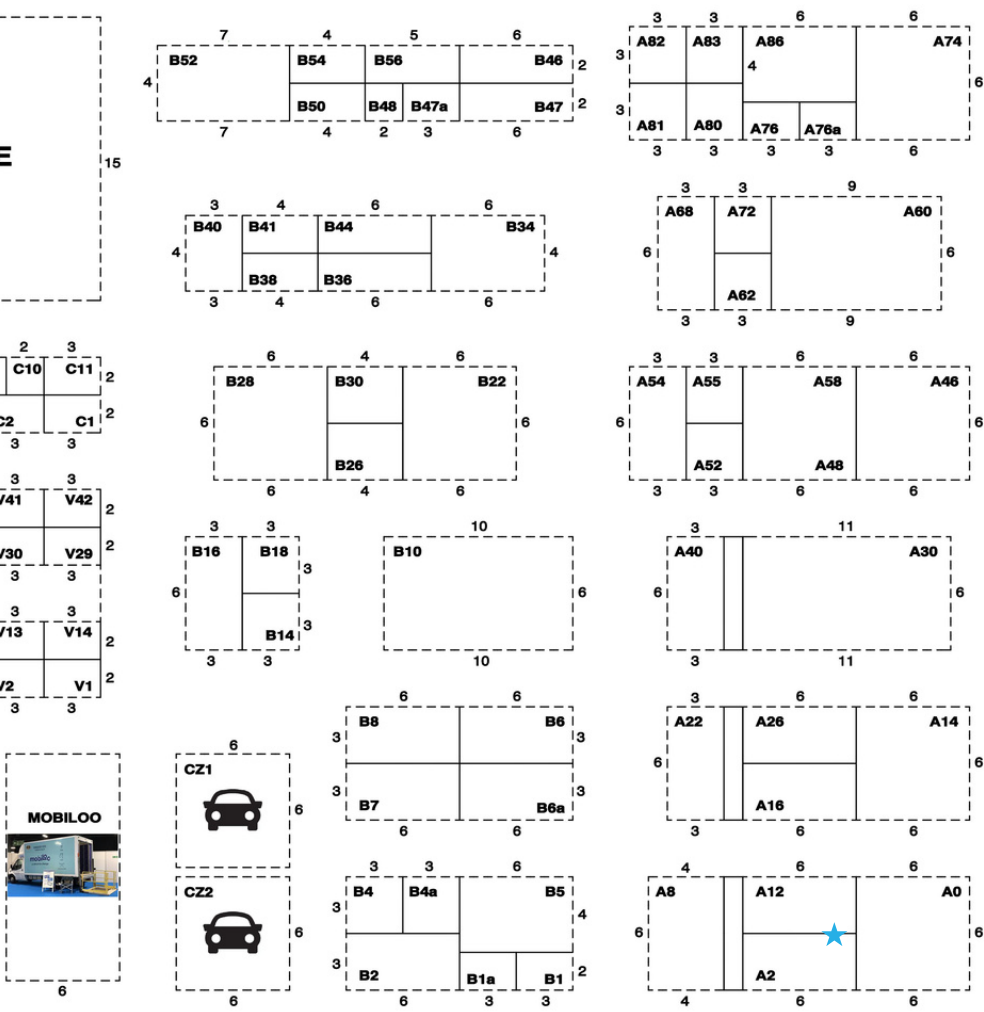 7 4 5 6
B52 B54 B56 B46 2
4
B50 B48 B47a B47 2
7 4 2 3 6
3 3 6 6
3 A82 A83 A86 A74
4 6
3 A81 A80 A76 A76a
3 3 3 3 6
E
15
3 4 6 6
B40 B41 B44 B34
4 4
B38 B36
3 4 6 6
3 3 9
A68 A72 A60
6 6
A62
3 3 9
2 3
C10 C11 2
C2 C1 2
3 3
6 4 6
B28 B30 B22
6 6
B26
6 4 6
3 3 6 6
A54 A55 A58 A46
6 6
A52 A48
3 3 6 6
3 3
V41 V42 2
V30 V29 2
3 3
3 3
B16 B18 3
6
B14 3
3 3
10
B10
6
10
3 11
A40 A30
6 6
3 11
3 3
V13 V14 2
V2 V1 2
3 3
6 6
3 B8 B6 3
3 B7 B6a 3
6 6
3 6 6
A22 A26 A14
6 6
A16
3 6 6
MOBILOO
mobiloo
6
6
CZ1
6
CZ2
6
6
3 3 6
3 B4 B4a B5 4
3 B2 B1a B1 2
6 3 3
4 6 6
A8 A12 A0
6 6
A2
4 6 6